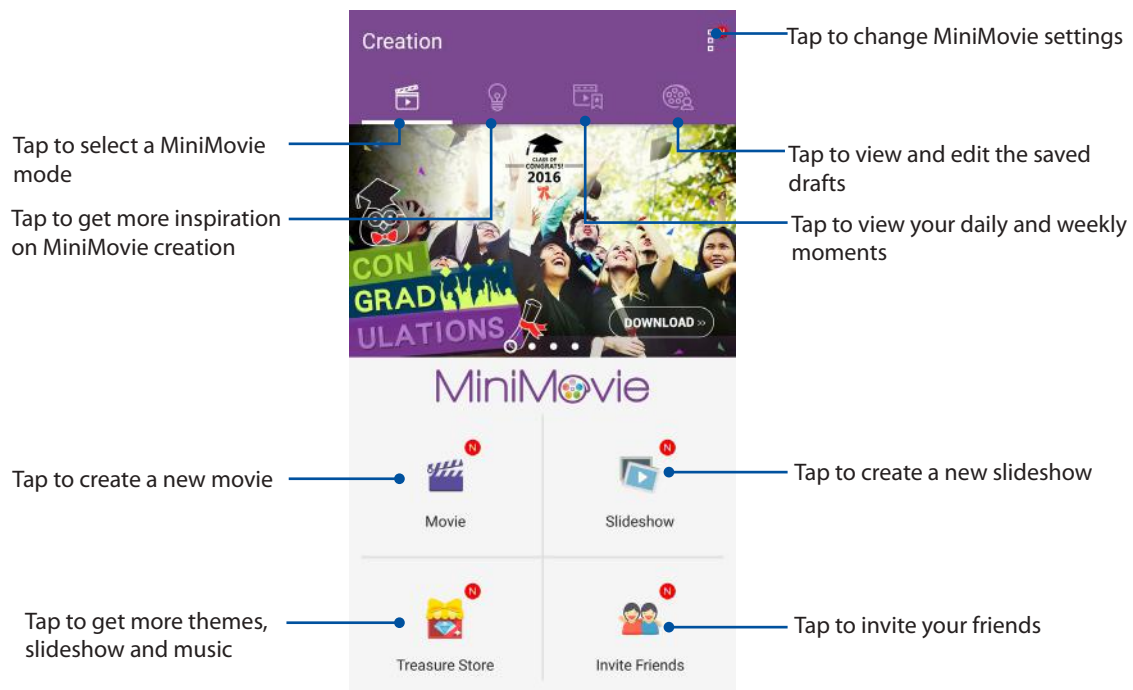 Creation
N
Tap to change MiniMovie settings
Tap to select a MiniMovie
mode
Tap to get more inspiration
on MiniMovie creation
CLASS OF
CONGRATS!
2016
Tap to view and edit the saved
drafts
Tap to view your daily and weekly
moments
CON
GRAD
ULATIONS
DOWNLOAD >>
MiniMovie
Tap to create a new movie
N
Movie
N
Slideshow
Tap to create a new slideshow
Tap to get more themes,
slideshow and music
N
Treasure Store
N
Invite Friends
Tap to invite your friends